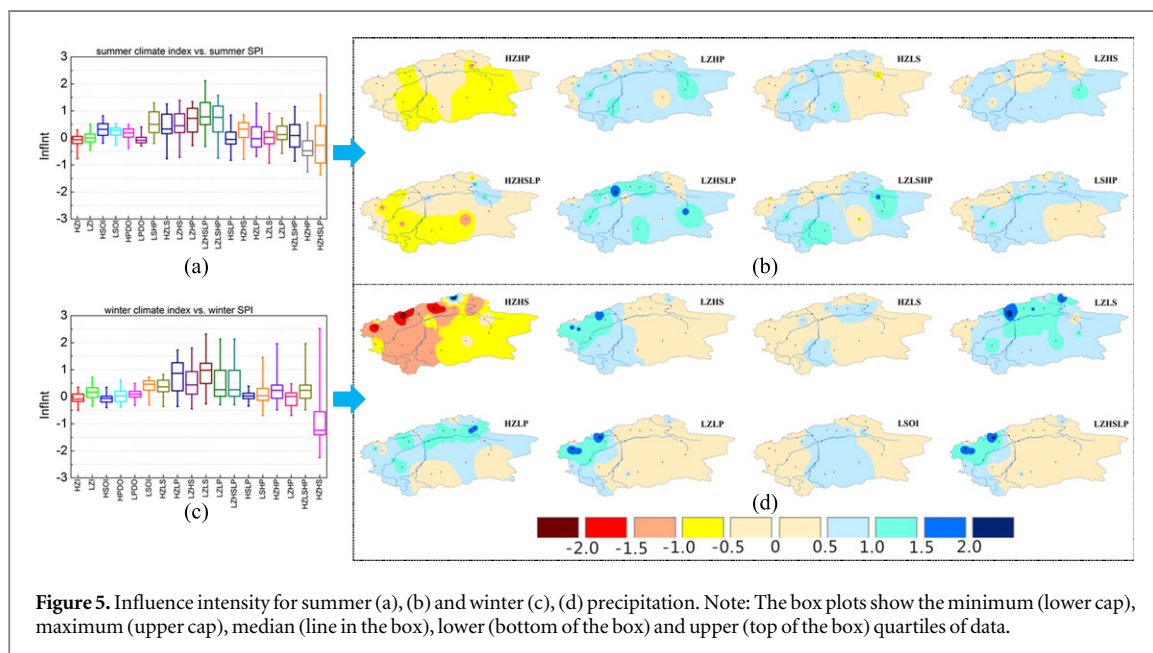 summer climate index vs. summer SPI
3
2
1
0
-1
-2
-3
Infint
HZI
LZI
HSOI
LSOI
HPDO
LPDO
LSHP
HZLS
LZHS
LZHP
LZHSLP
LZLSHP
HSLP
HZHS
HZLP
LZLS
LZLP
HZLSHP
HZHP
HZHSLP
(a)
HZHP
LZHP
HZLS
LZHS
HZHSLP
LZHSLP
LZLSHP
LSHP
(b)
winter climate index vs. winter SPI
3
2
1
0
-1
-2
-3
Infint
HZI
LZI
HSOI
HPDO
LPDO
LSOI
HZLS
HZLP
LZHS
LZLS
LZLP
LZHSLP
HSLP
LSHP
HZHP
LZHP
HZLSHP
HZHS
(c)
HZHS
LZHS
HZLS
LZLS
HZLP
LZLP
LSOI
LZHSLP
(d)
-2.0 -1.5 -1.0 -0.5 0 0.5 1.0 1.5 2.0
Figure 5. Influence intensity for summer (a), (b) and winter (c), (d) precipitation. Note: The box plots show the minimum (lower cap),
maximum (upper cap), median (line in the box), lower (bottom of the box) and upper (top of the box) quartiles of data.